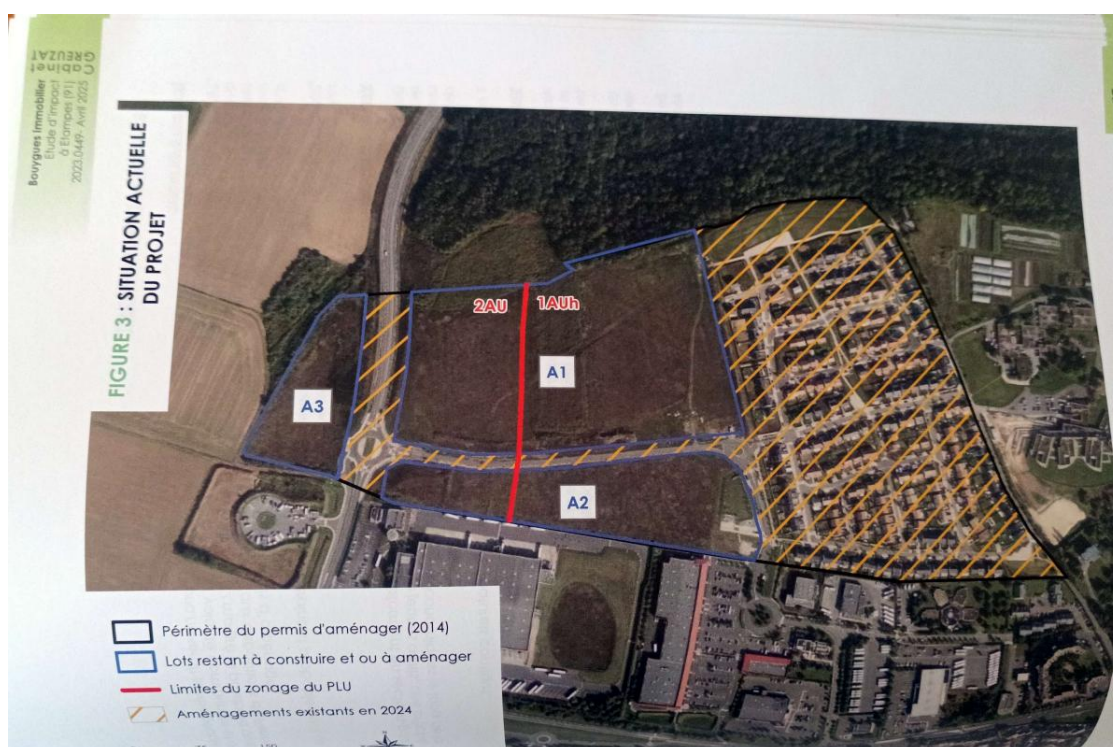 Cabinet
GREUZAT
Bouygues Immobilier
Etude d'impact
à Etampes (91)
2023.0449- Avril 2025
FIGURE 3 : SITUATION ACTUELLE
DU PROJET
2AU
1AUh
A1
A3
A2
Périmètre du permis d'aménager (2014)
Lots restant à construire et ou à aménager
Limites du zonage du PLU
Aménagements existants en 2024